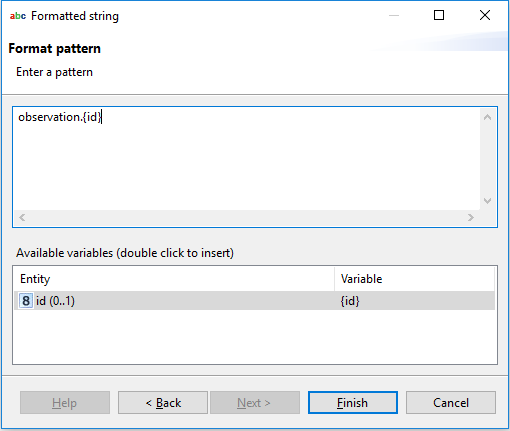 abc Formatted string
Format pattern
Enter a pattern
observation.{id}
Available variables (double click to insert)
Entity Variable
8 id (0..1) {id}
Help < Back Next > Finish Cancel